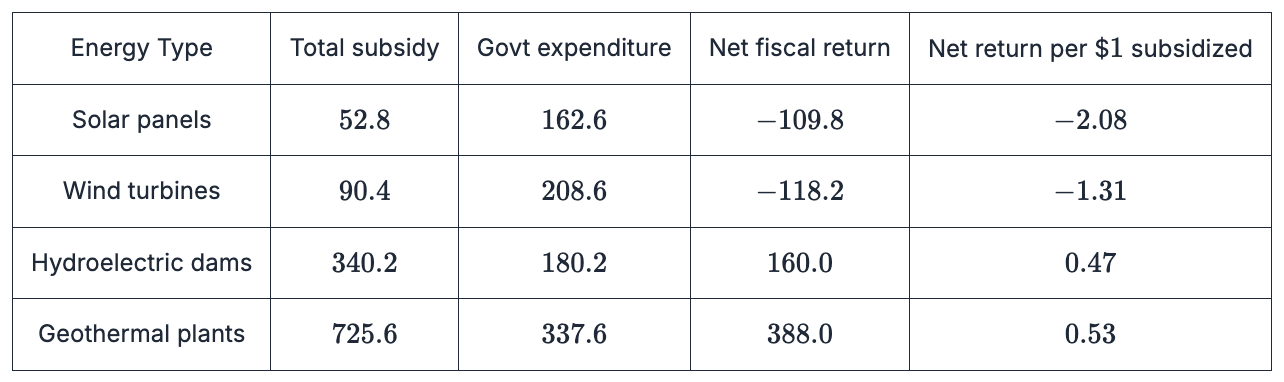 Energy Type Total subsidy Govt expenditure Net fiscal return Net return per $1 subsidized
Solar panels 52.8 162.6 −109.8 −2.08
Wind turbines 90.4 208.6 −118.2 −1.31
Hydroelectric dams 340.2 180.2 160.0 0.47
Geothermal plants 725.6 337.6 388.0 0.53